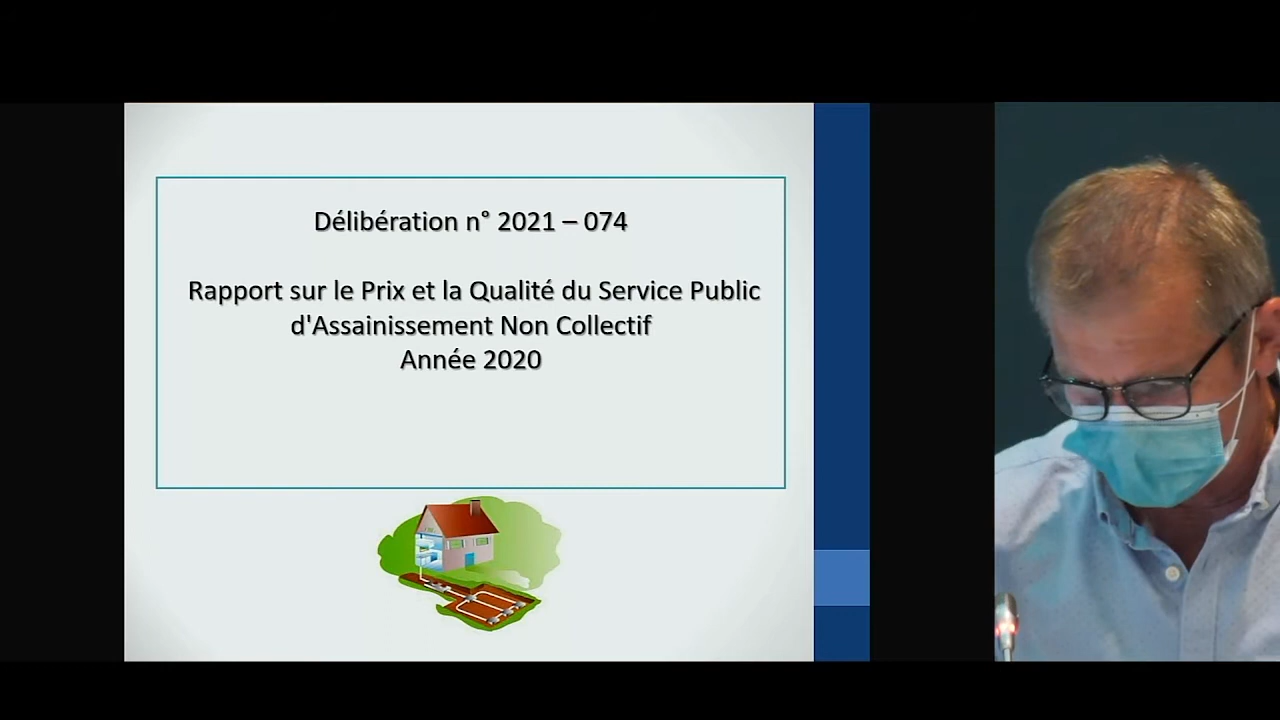 Délibération n° 2021 – 074
Rapport sur le Prix et la Qualité du Service Public
d'Assainissement Non Collectif
Année 2020